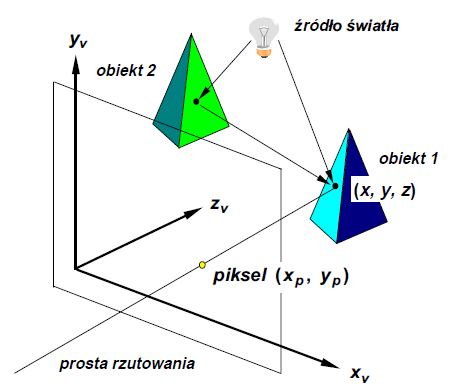 źródło światła
y_v
obiekt 2
obiekt 1
(x, y, z)
z_v
piksel (x_p, y_p)
prosta rzutowania
x_v